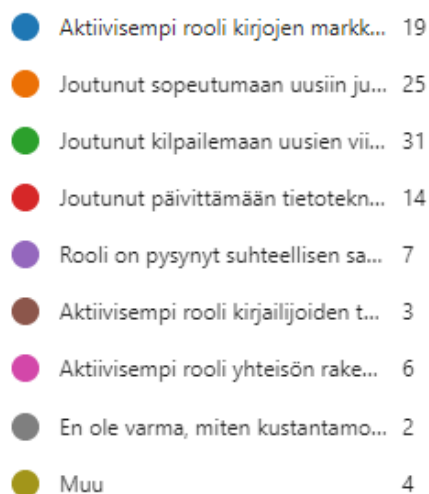 Aktiivisempi rooli kirjojen markk... 19
Joutunut sopeutumaan uusiin ju... 25
Joutunut kilpailemaan uusien vii... 31
Joutunut päivittämään tietotekn... 14
Rooli on pysynyt suhteellisen sa... 7
Aktiivisempi rooli kirjailijoiden t... 3
Aktiivisempi rooli yhteisön rake... 6
En ole varma, miten kustantamo... 2
Muu 4